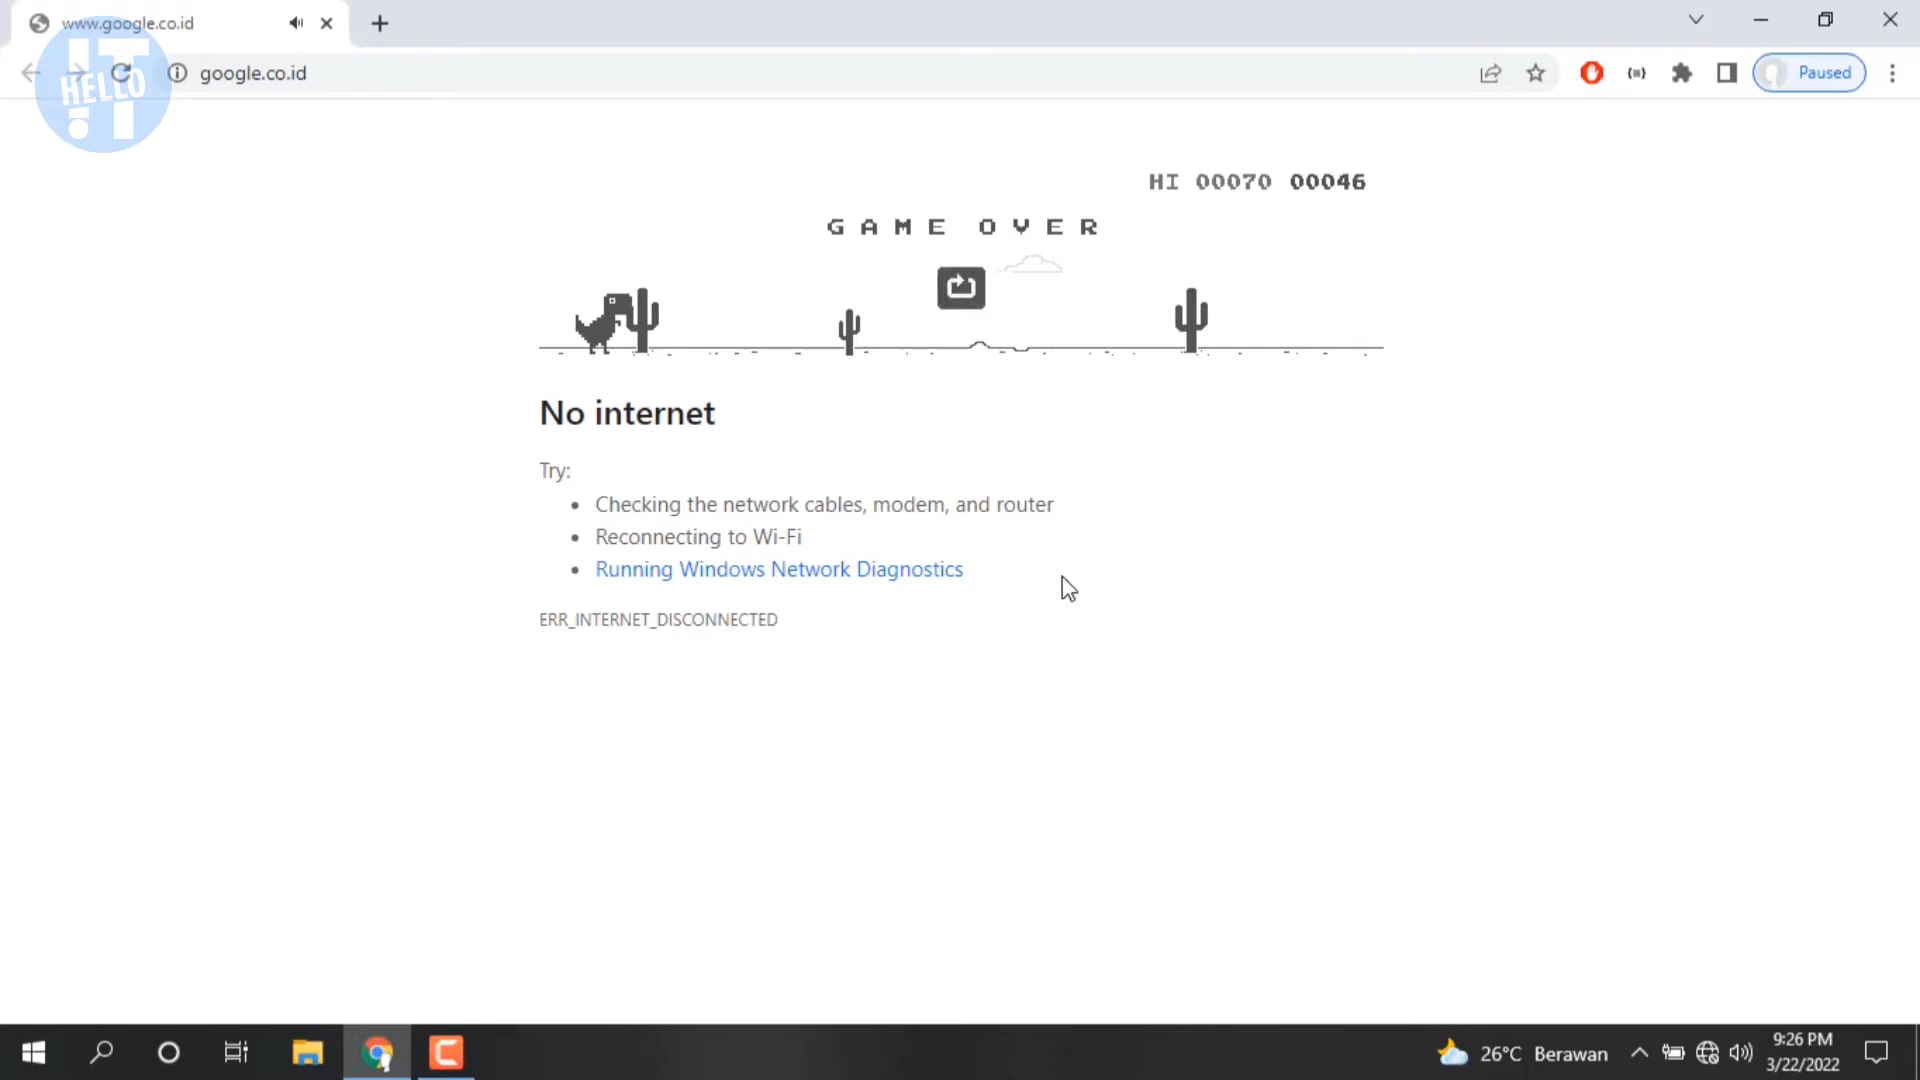 www.google.co.id
HELLO
IT
google.co.id
Paused
HI 00070 00046
GAME OVER
No internet
Try:
Checking the network cables, modem, and router
Reconnecting to Wi-Fi
Running Windows Network Diagnostics
ERR_INTERNET_DISCONNECTED
26°C Berawan
9:26 PM
3/22/2022